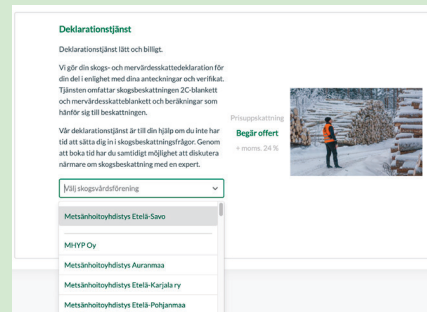 Deklarationstjänst
Deklarationstjänst lätt och billigt.
Vi gör din skogs- och mervärdesskattedeklaration för
din del i enlighet med dina anteckningar och verifikat.
Tjänsten omfattar skogsbeskattningen 2C-blankett
och mervärdesskatteblankett och beräkningar som
hänför sig till beskattningen.
Vår deklarationstjänst är till din hjälp om du inte har
tid att sätta dig in i skogsbeskattningsfrågor. Genom
att boka tid har du samtidigt möjlighet att diskutera
närmare om skogsbeskattning med en expert.
Prisuppskattning
Begär offert
+ moms. 24 %
Välj skogsvårdsförening
Metsänhoitoyhdistys Etelä-Savo
MHYP Oy
Metsänhoitoyhdistys Auranmaa
Metsänhoitoyhdistys Etelä-Karjala ry
Metsänhoitoyhdistys Etelä-Pohjanmaa